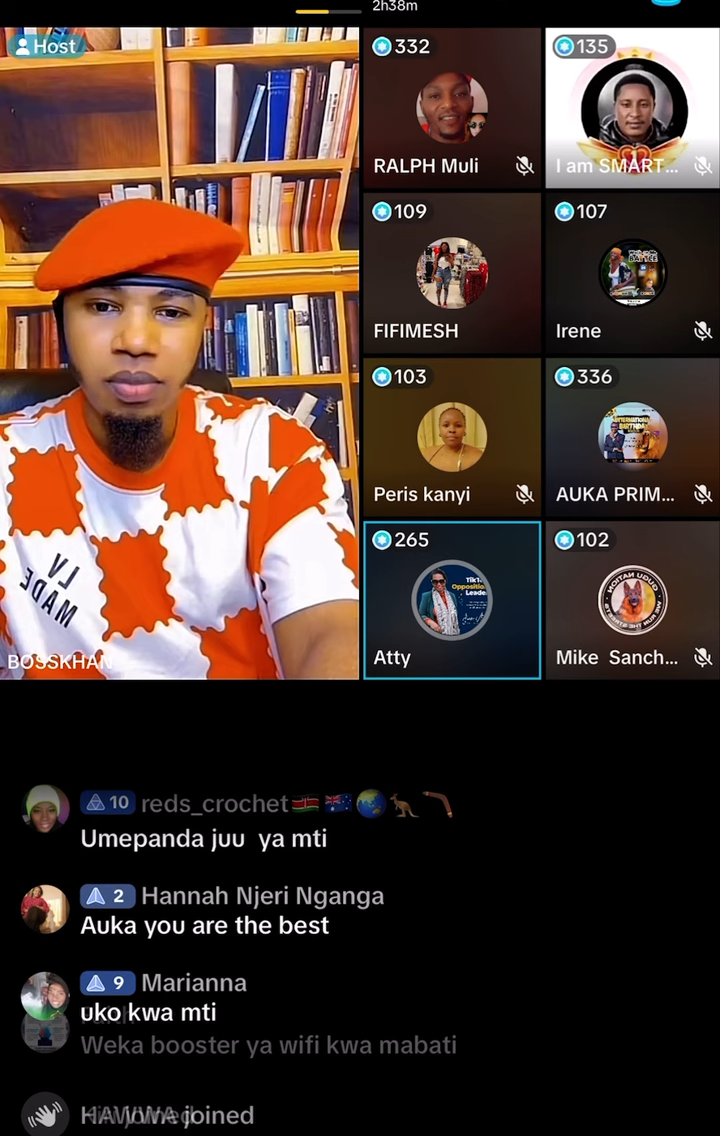 2h38m
Host
332
RALPH Muli
135
I am SMART...
109
FIFIMESH
107
Irene
103
Peris kanyi
336
AUKA PRIM...
265
Atty
102
Mike Sanch...
LV
MADE
BOSSKHAN
10 reds_crochet🇰🇪🇦🇺🌏🦘🪃
Umepanda juu ya mti
2 Hannah Njeri Nganga
Auka you are the best
9 Marianna
uko kwa mti
Weka booster ya wifi kwa mabati
joined